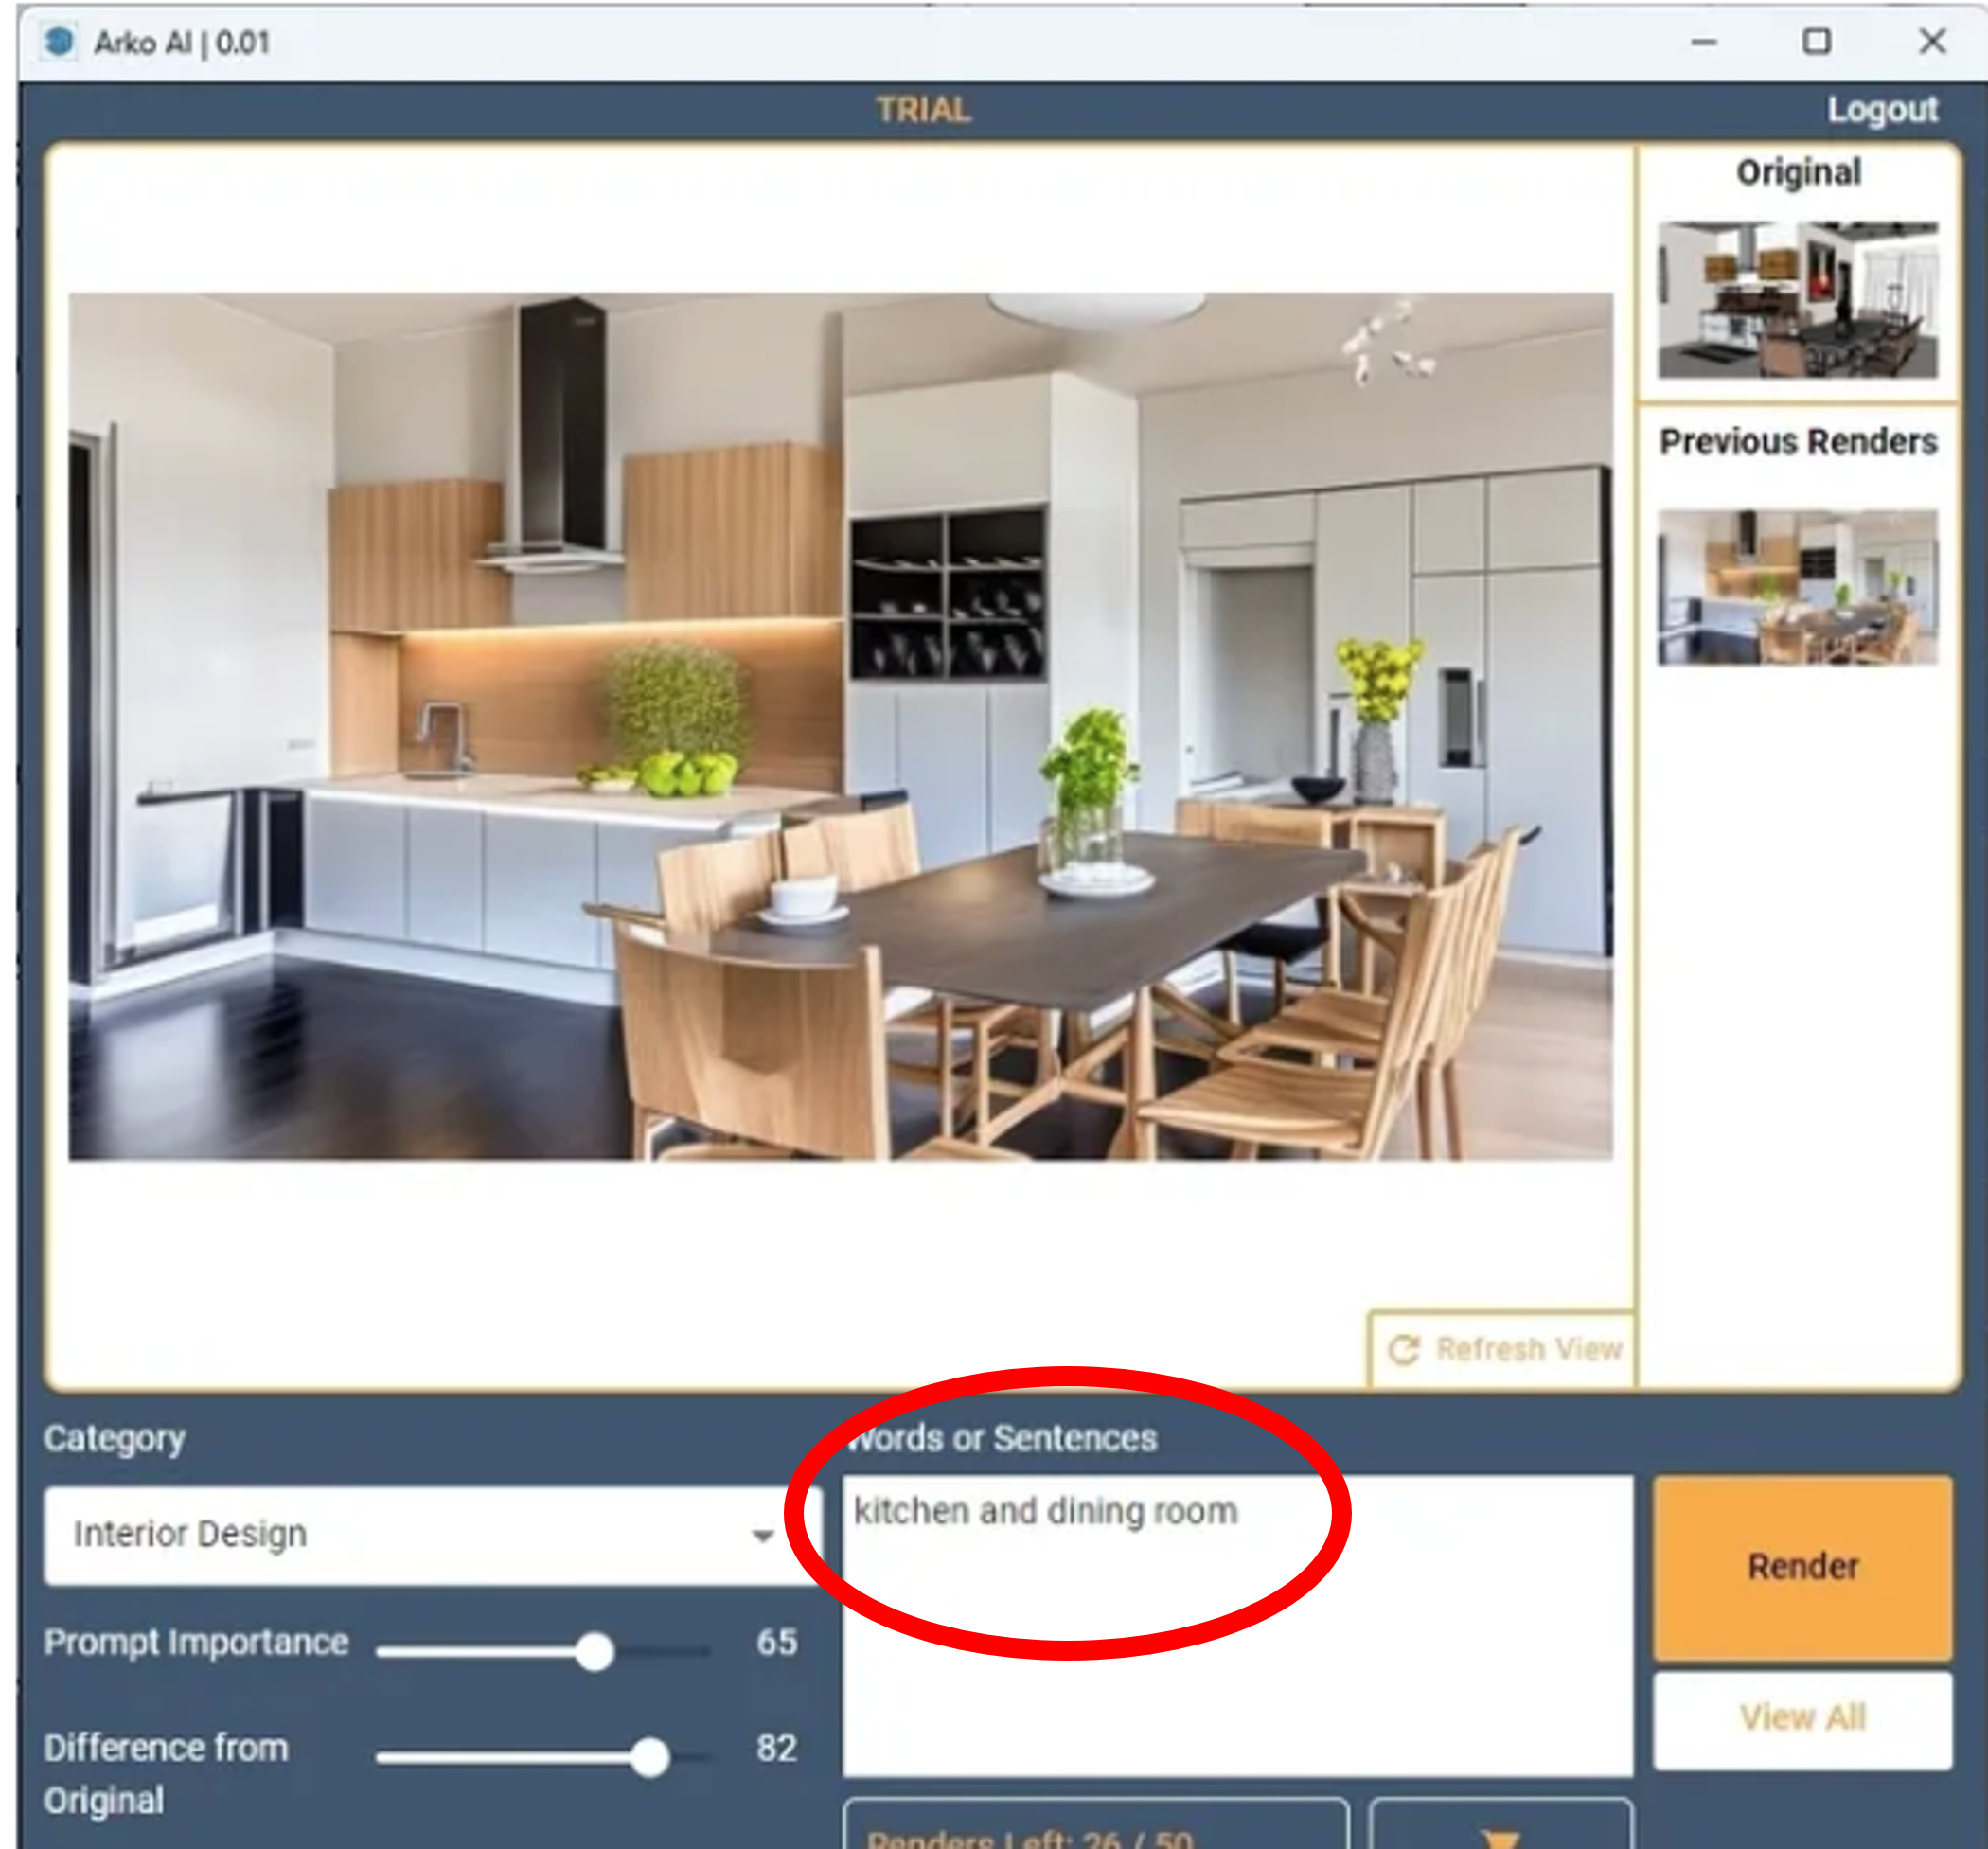 Arko AI | 0.01
TRIAL
Logout
Original
Previous Renders
Refresh View
Category
Words or Sentences
Interior Design
kitchen and dining room
Render
Prompt Importance
65
View All
Difference from
82
Original
Renders Left: 26 / 50